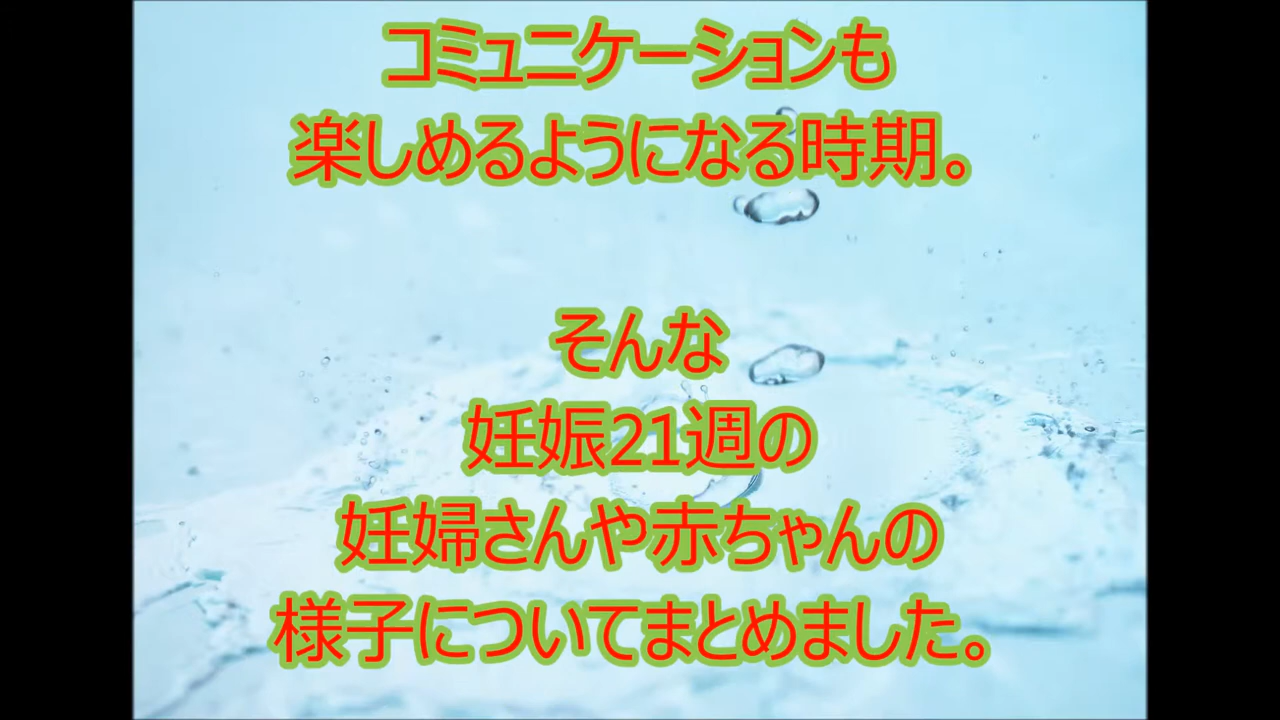 コミュニケーションも
楽しめるようになる時期。
そんな
妊娠21週の
妊婦さんや赤ちゃんの
様子についてまとめました。